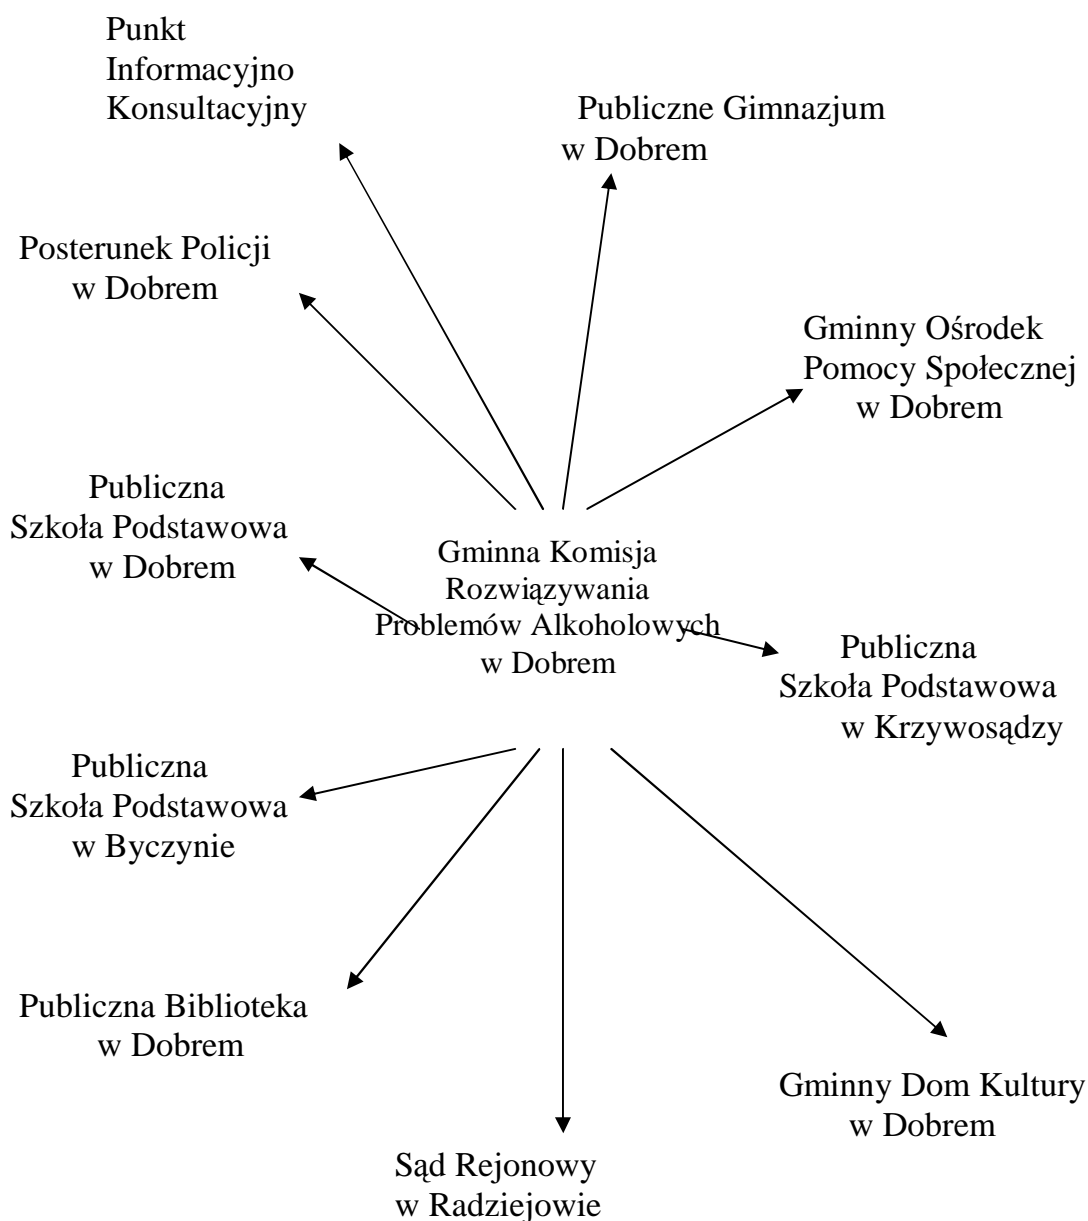 Punkt
Informacyjno
Konsultacyjny
Publiczne Gimnazjum
w Dobrem
Posterunek Policji
w Dobrem
Gminny Ośrodek
Pomocy Społecznej
w Dobrem
Publiczna
Szkoła Podstawowa
w Dobrem
Gminna Komisja
Rozwiązywania
Problemów Alkoholowych
w Dobrem
Publiczna
Szkoła Podstawowa
w Krzywosądzy
Publiczna
Szkoła Podstawowa
w Byczynie
Publiczna Biblioteka
w Dobrem
Gminny Dom Kultury
w Dobrem
Sąd Rejonowy
w Radziejowie